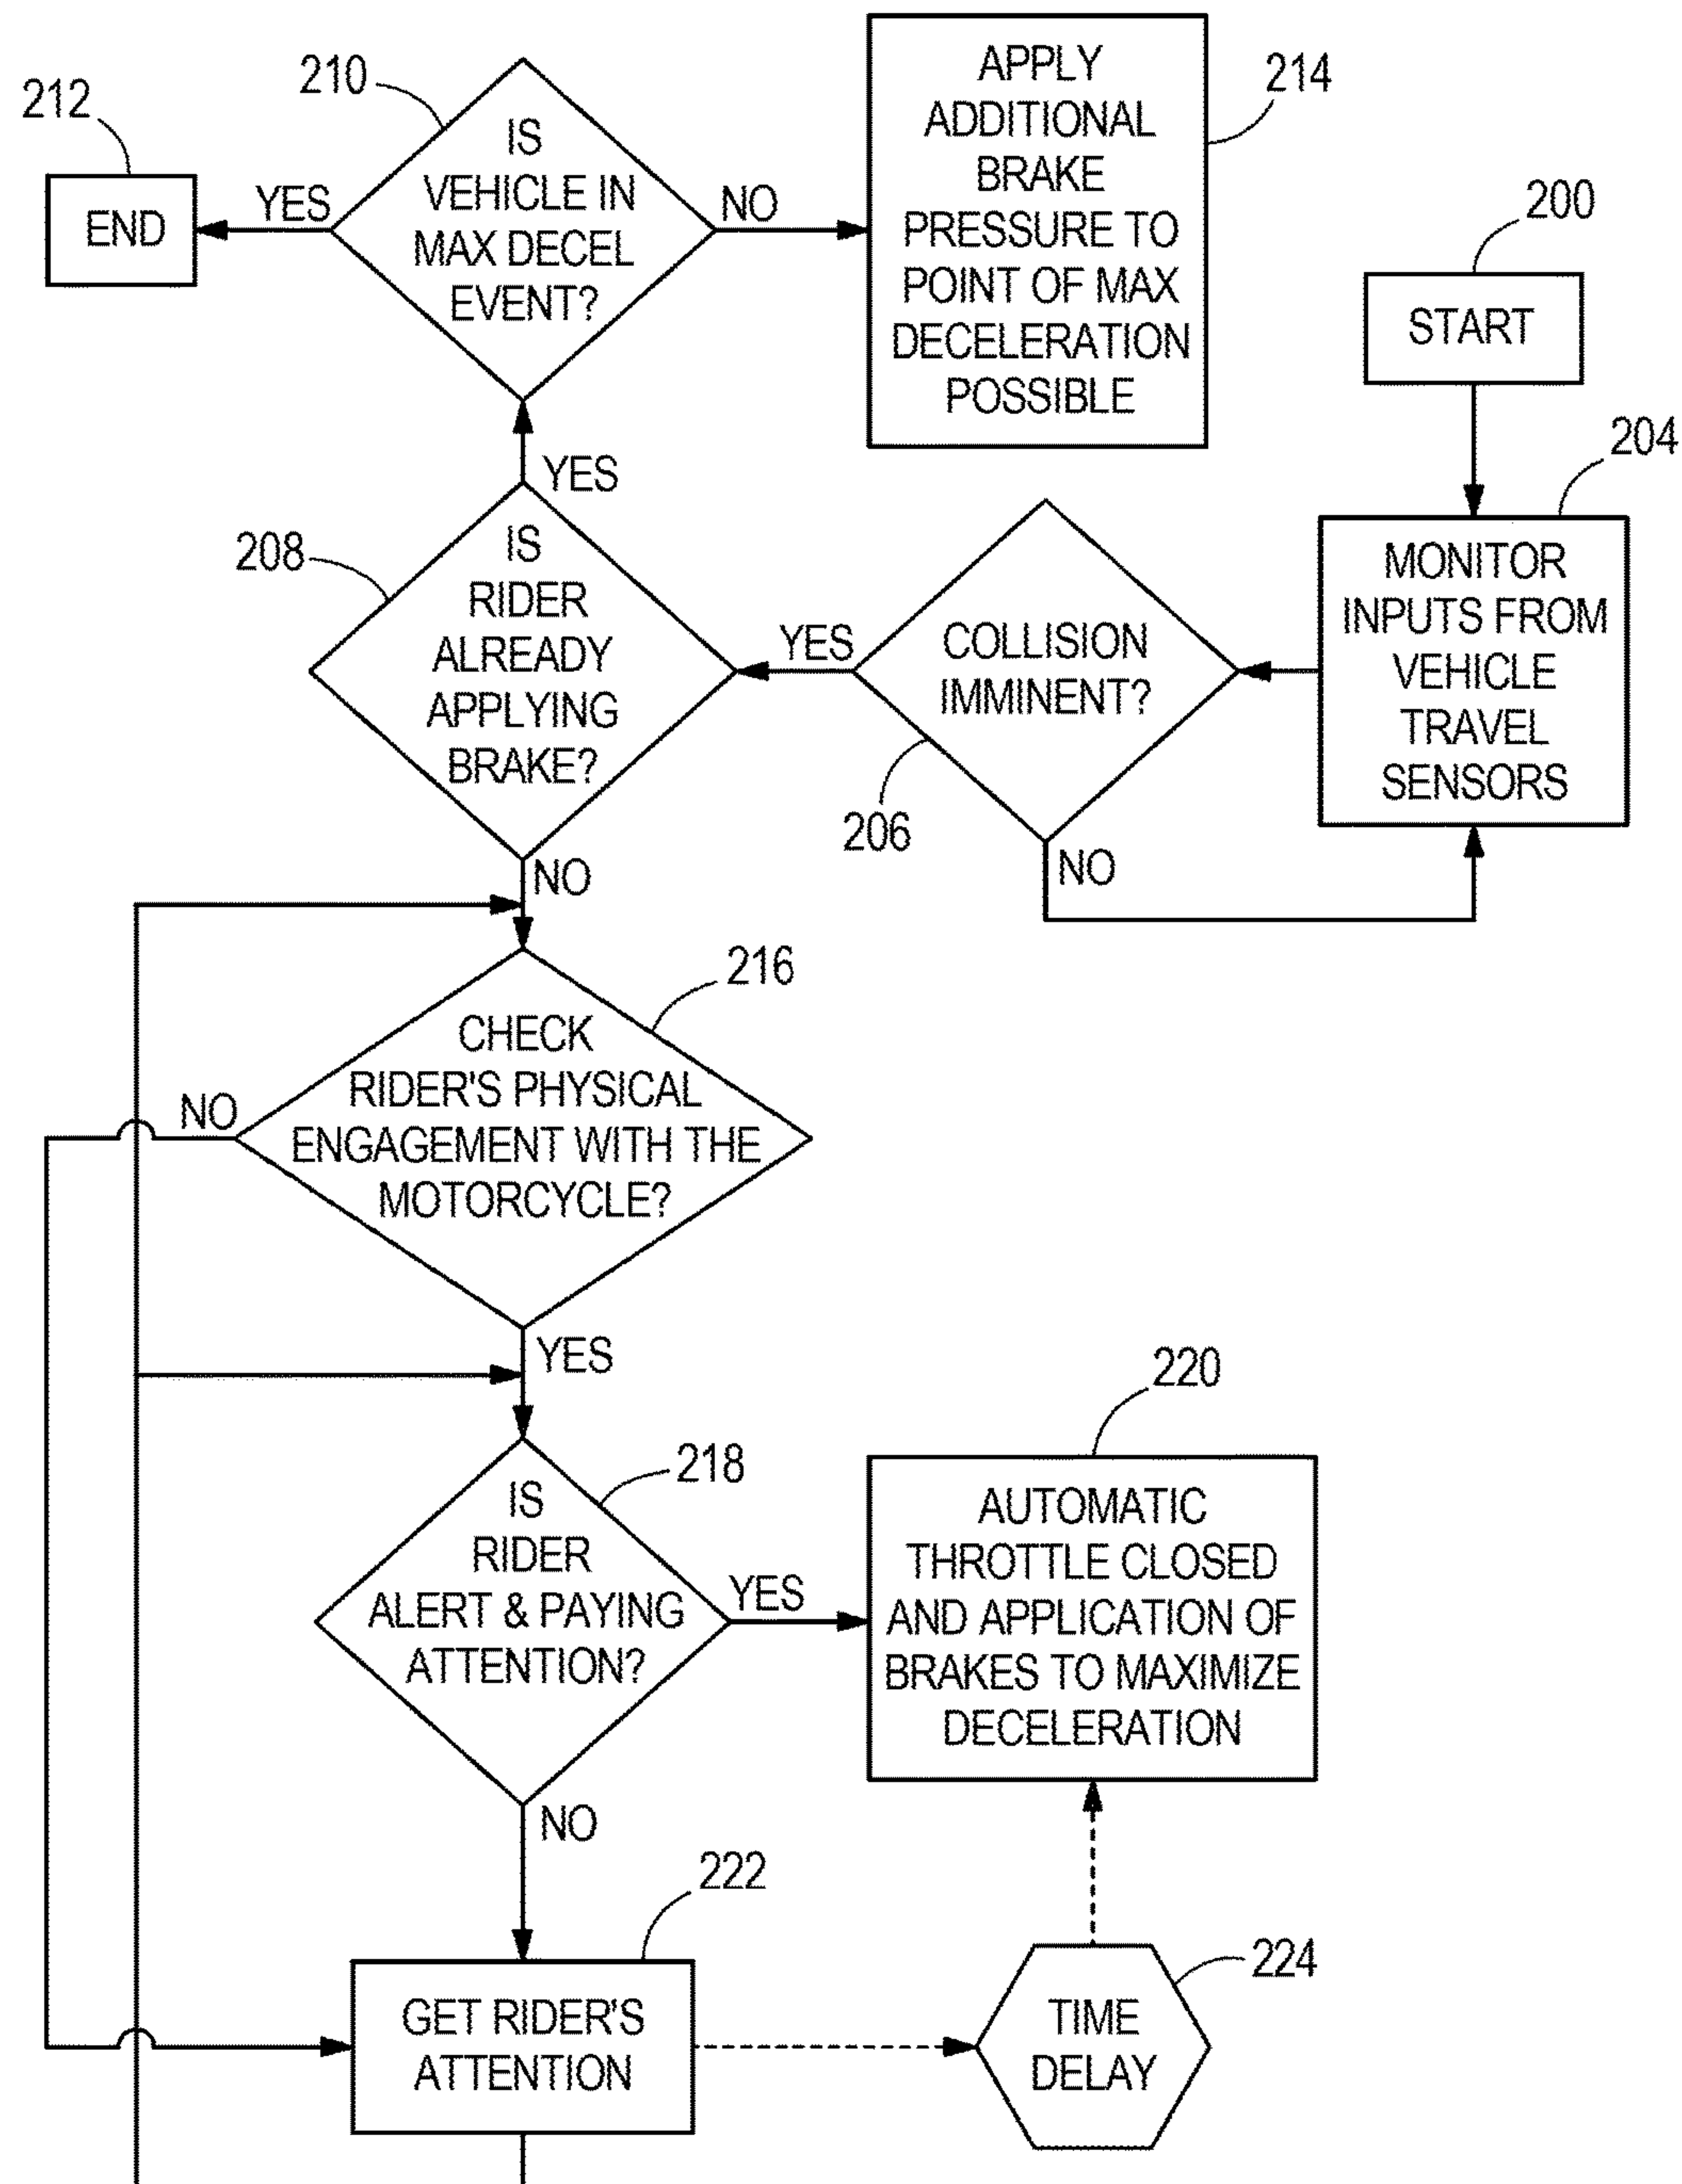 210
212
IS
VEHICLE IN
MAX DECEL
EVENT?
YES
NO
END
APPLY
ADDITIONAL
BRAKE
PRESSURE TO
POINT OF MAX
DECELERATION
POSSIBLE
214
200
START
204
MONITOR
INPUTS FROM
VEHICLE
TRAVEL
SENSORS
COLLISION
IMMINENT?
206
YES
NO
YES
208
IS
RIDER
ALREADY
APPLYING
BRAKE?
NO
216
CHECK
RIDER'S PHYSICAL
ENGAGEMENT WITH THE
MOTORCYCLE?
NO
YES
218
IS
RIDER
ALERT & PAYING
ATTENTION?
YES
NO
220
AUTOMATIC
THROTTLE CLOSED
AND APPLICATION OF
BRAKES TO MAXIMIZE
DECELERATION
222
GET RIDER'S
ATTENTION
224
TIME
DELAY